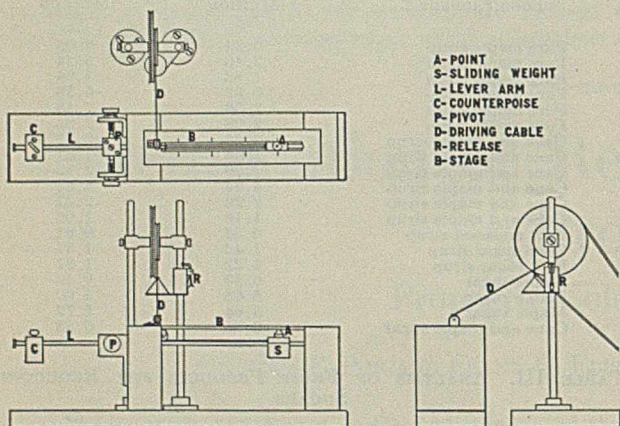 A-POINT
S-SLIDING WEIGHT
L-LEVER ARM
C-COUNTERPOISE
P-PIVOT
D-DRIVING CABLE
R-RELEASE
B-STAGE
D
C
L
P
B
A
R
D
B
A
C
L
P
S
D
R